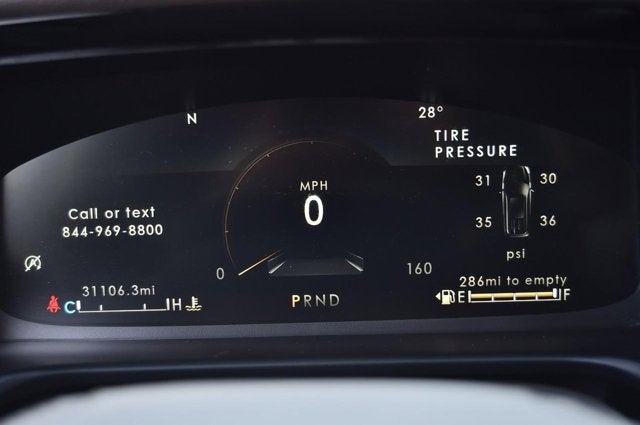 N
28°
TIRE
PRESSURE
31 30
MPH
0
Call or text
844-969-8800
35 36
psi
0 160
31106.3mi
286mi to empty
C H
PRND
E F